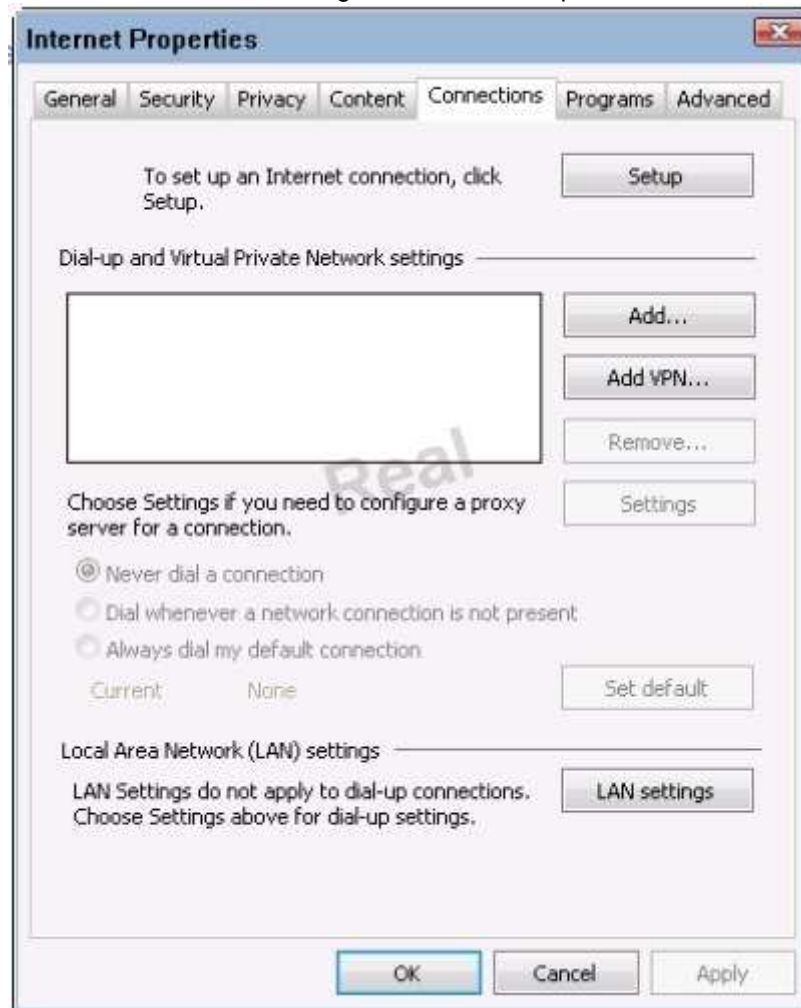 Internet Properties
General Security Privacy Content Connections Programs Advanced
To set up an Internet connection, click
Setup.
Setup
Dial-up and Virtual Private Network settings
Add...
Add VPN...
Remove...
Real
Choose Settings if you need to configure a proxy
server for a connection.
Settings
Never dial a connection
Dial whenever a network connection is not present
Always dial my default connection
Current None
Set default
Local Area Network (LAN) settings
LAN Settings do not apply to dial-up connections.
Choose Settings above for dial-up settings.
LAN settings
OK Cancel Apply